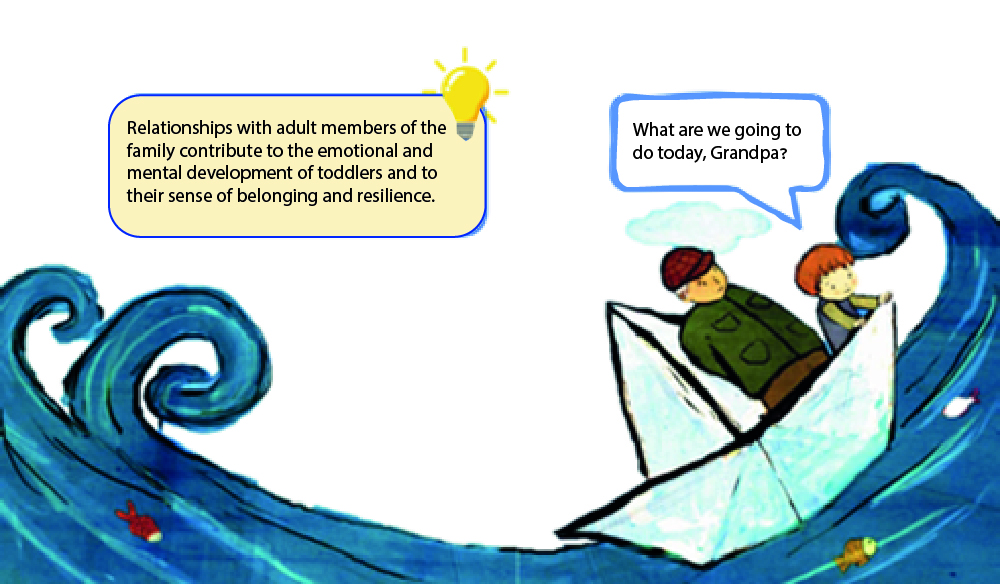 Relationships with adult members of the
family contribute to the emotional and
mental development of toddlers and to
their sense of belonging and resilience.
What are we going to
do today, Grandpa?